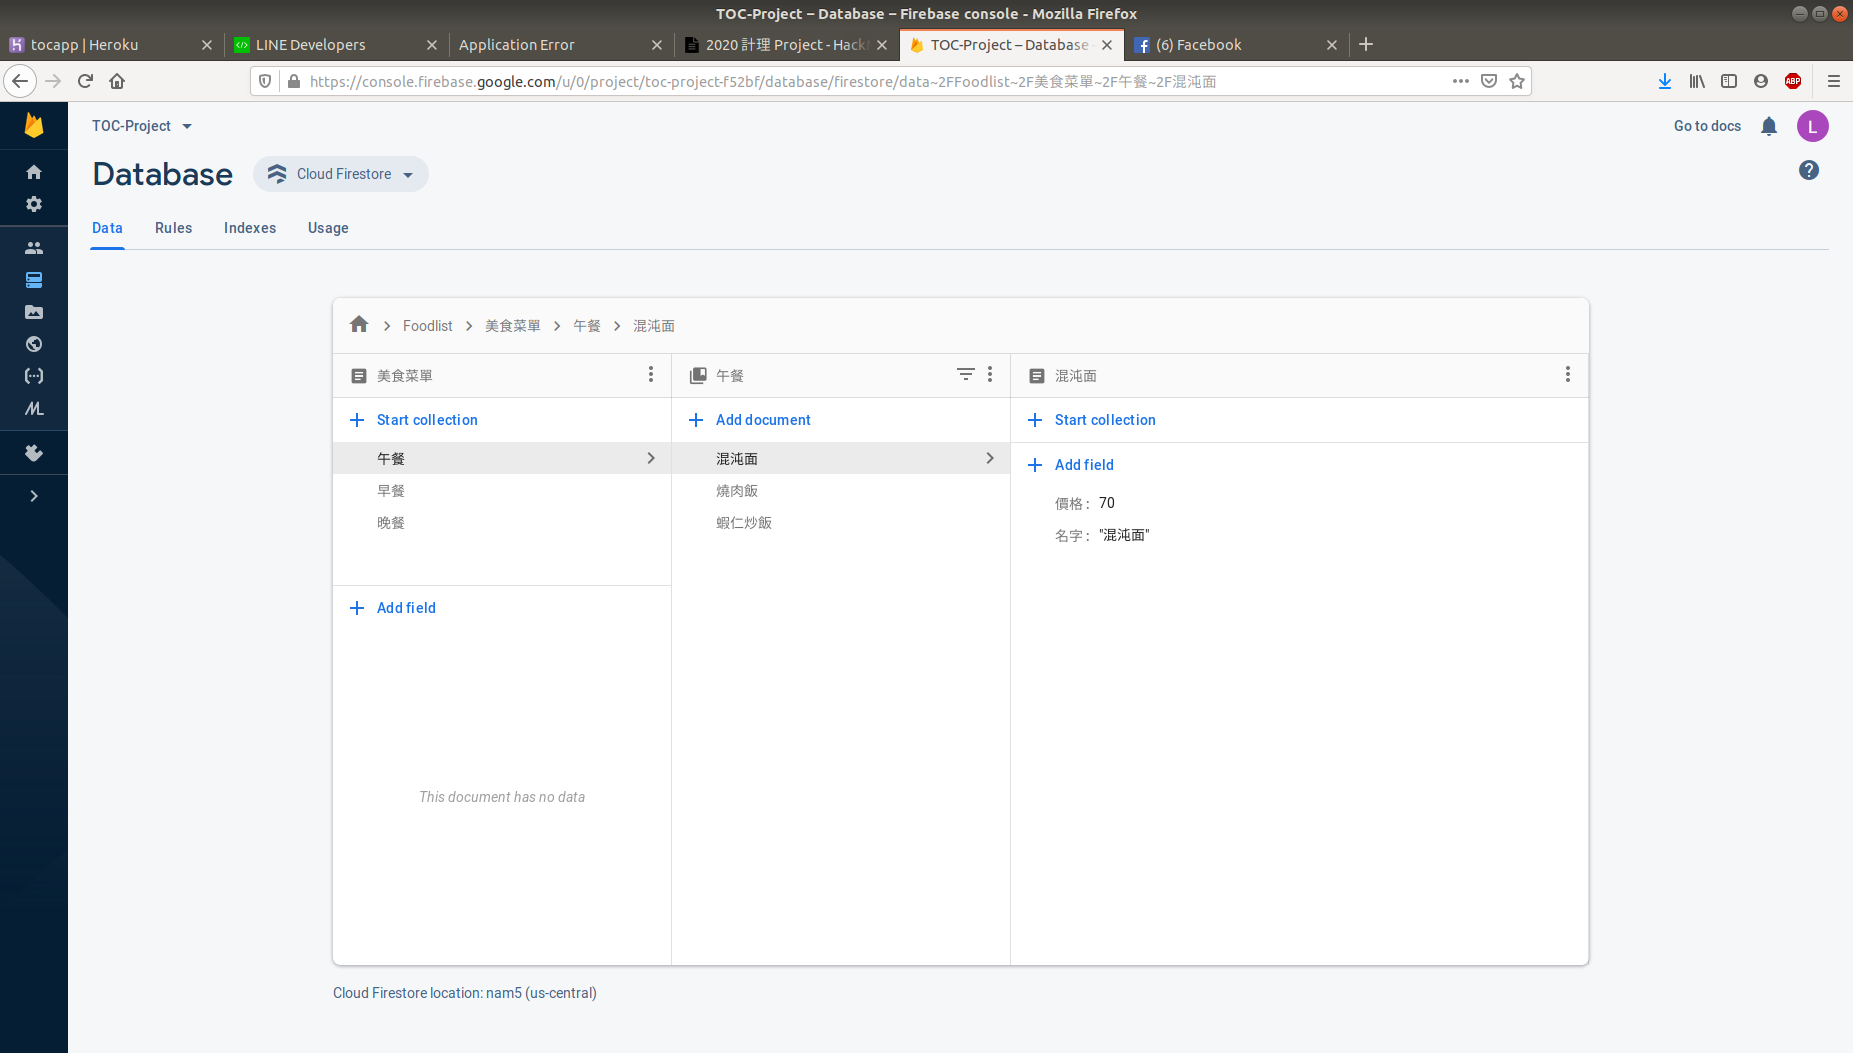 TOC-Project – Database – Firebase console - Mozilla Firefox
tocapp | Heroku
LINE Developers
Application Error
2020 計理 Project - Hack
TOC-Project – Database
(6) Facebook
https://console.firebase.google.com/u/0/project/toc-project-f52bf/database/firestore/data~2FFoodlist~2F美食菜單~2F午餐~2F混沌面
ABP
TOC-Project
Go to docs
L
Database
Cloud Firestore
?
Data Rules Indexes Usage
Foodlist > 美食菜單 > 午餐 > 混沌面
美食菜單
午餐
混沌面
Start collection
Add document
Start collection
午餐
早餐
晚餐
混沌面
燒肉飯
蝦仁炒飯
Add field
價格 : 70
名字 : "混沌面"
Add field
This document has no data
Cloud Firestore location: nam5 (us-central)